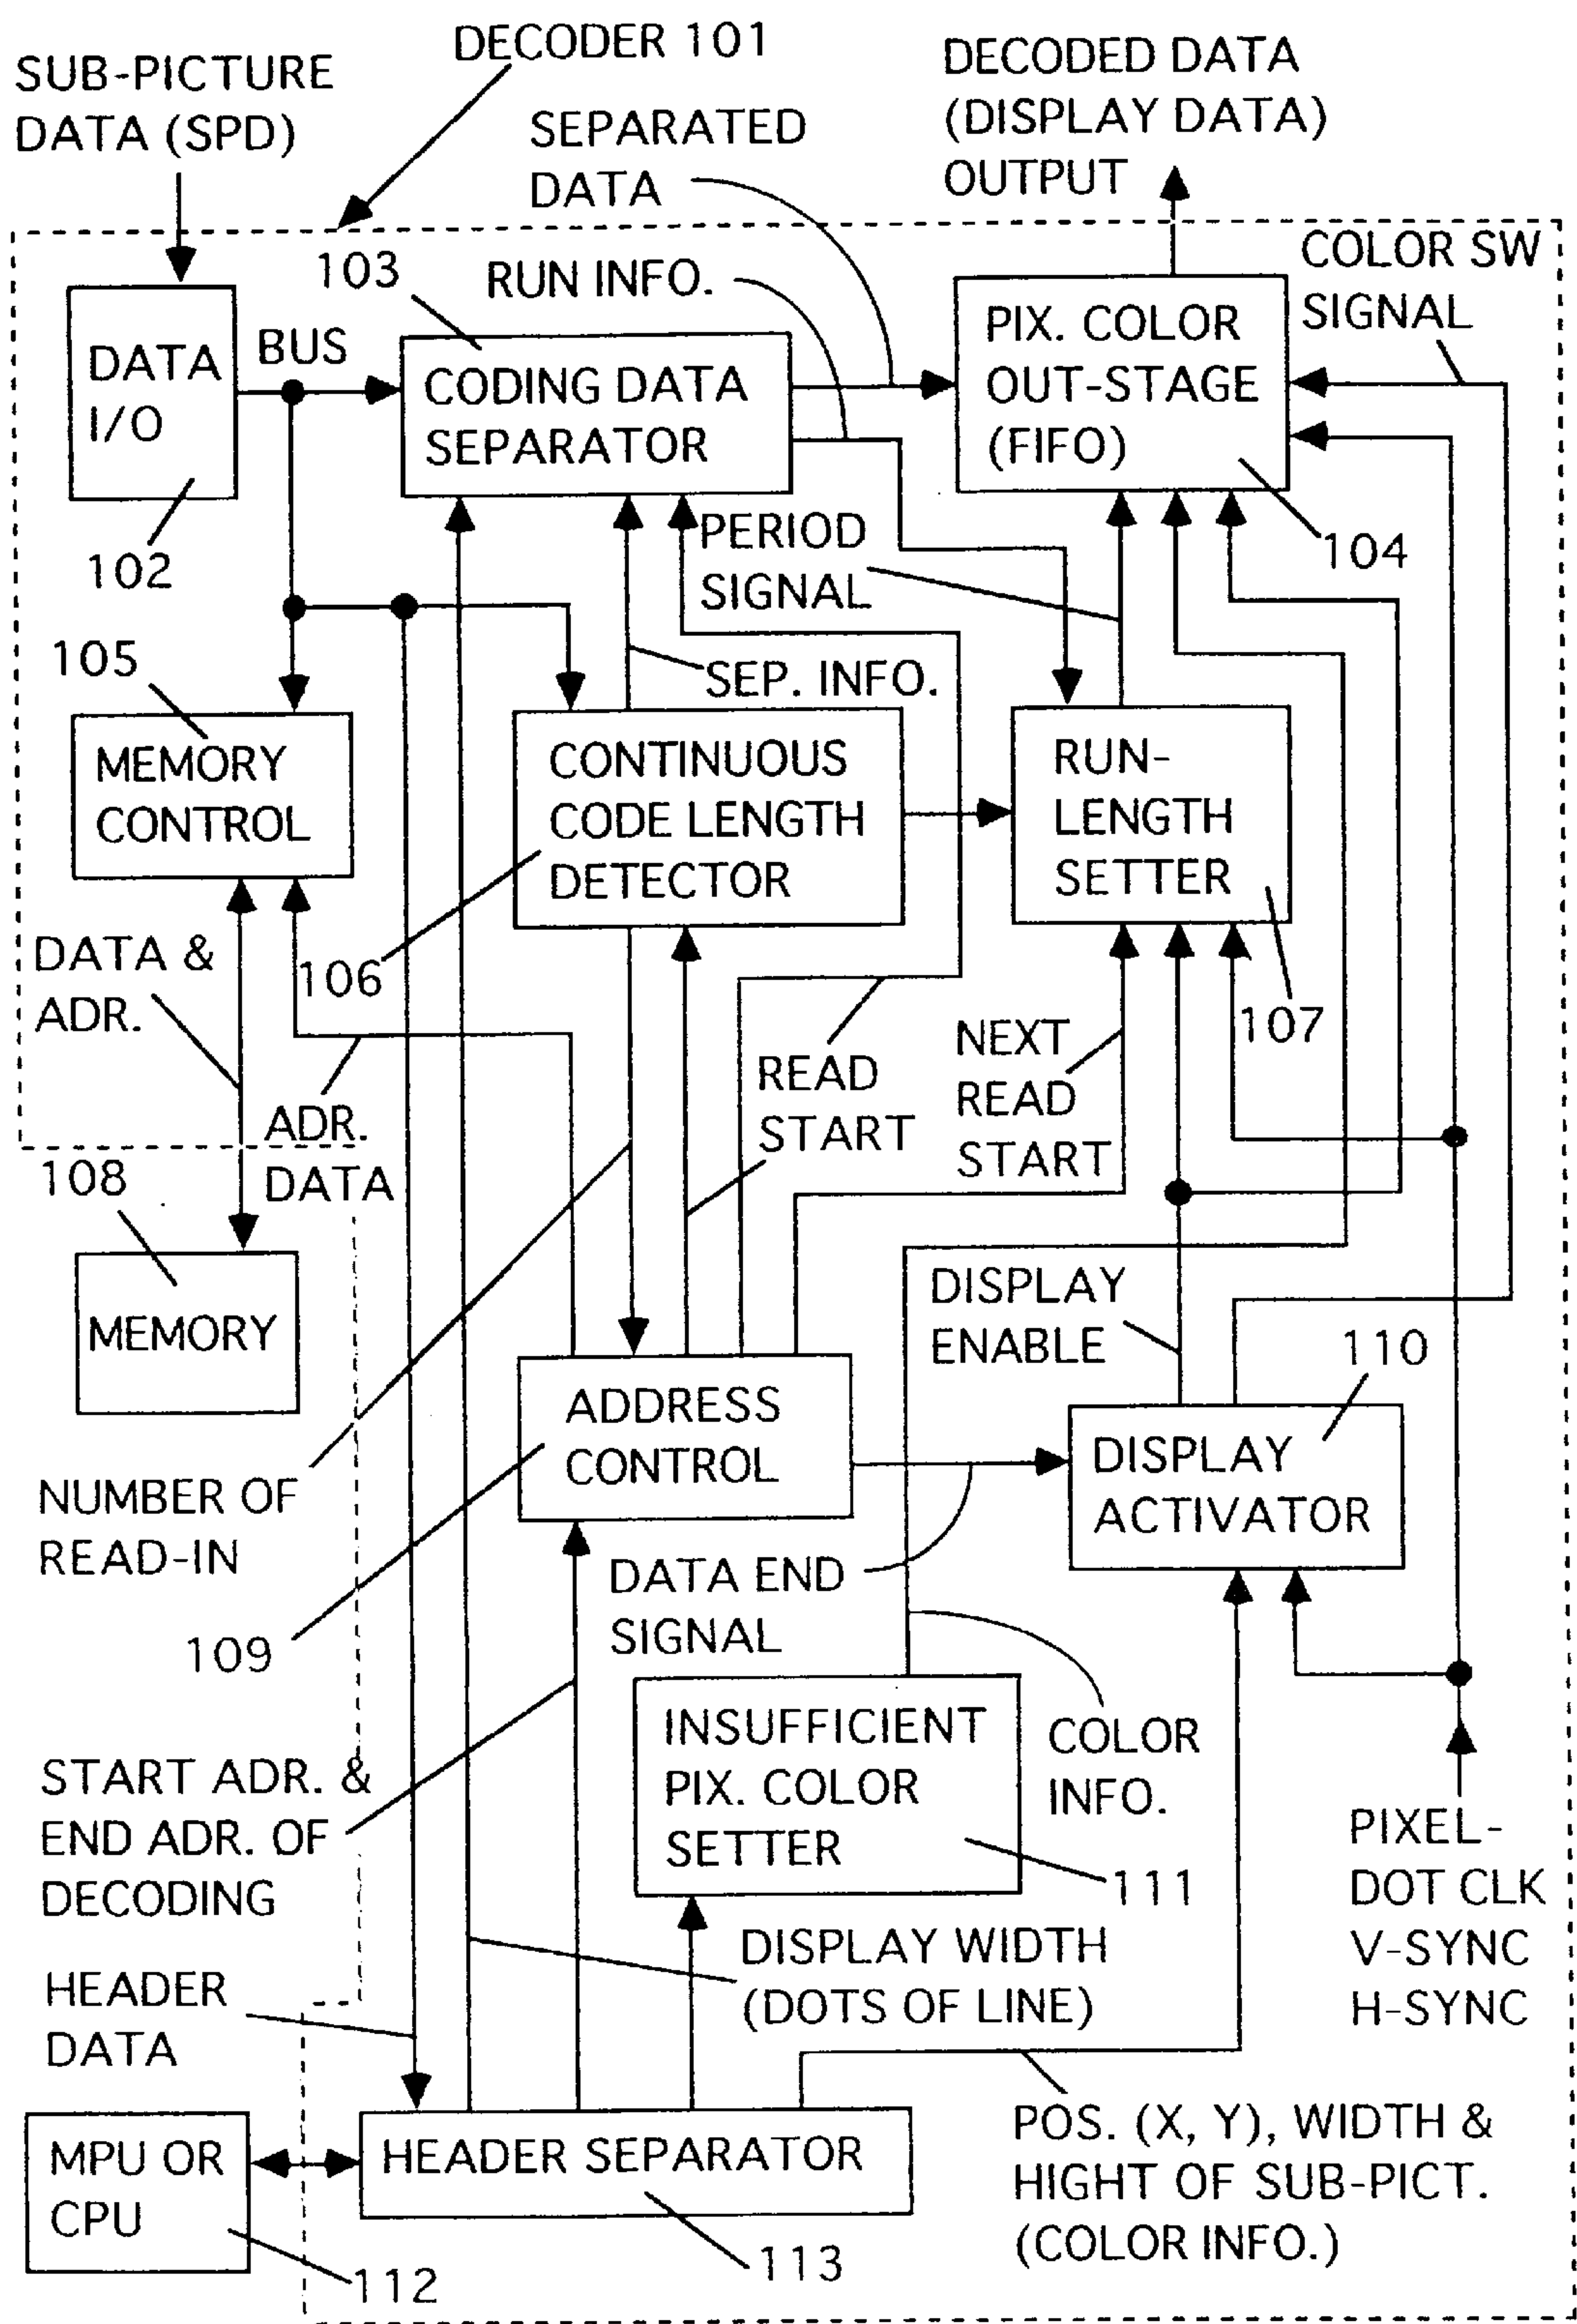 DECODER 101
SUB-PICTURE
DATA (SPD)
SEPARATED
DATA
DECODED DATA
(DISPLAY DATA)
OUTPUT
COLOR SW
SIGNAL
103
RUN INFO.
DATA
I/O
BUS
CODING DATA
SEPARATOR
PIX. COLOR
OUT-STAGE
(FIFO)
102
PERIOD
SIGNAL
104
105
SEP. INFO.
MEMORY
CONTROL
CONTINUOUS
CODE LENGTH
DETECTOR
RUN-
LENGTH
SETTER
DATA &
ADR.
106
107
READ
START
NEXT
READ
START
ADR.
DATA
108
MEMORY
DISPLAY
ENABLE
110
ADDRESS
CONTROL
DISPLAY
ACTIVATOR
NUMBER OF
READ-IN
DATA END
SIGNAL
109
INSUFFICIENT
PIX. COLOR
SETTER
COLOR
INFO.
START ADR. &
END ADR. OF
DECODING
111
PIXEL-
DOT CLK
V-SYNC
H-SYNC
DISPLAY WIDTH
(DOTS OF LINE)
HEADER
DATA
MPU OR
CPU
HEADER SEPARATOR
POS. (X, Y), WIDTH &
HIGHT OF SUB-PICT.
(COLOR INFO.)
112
113